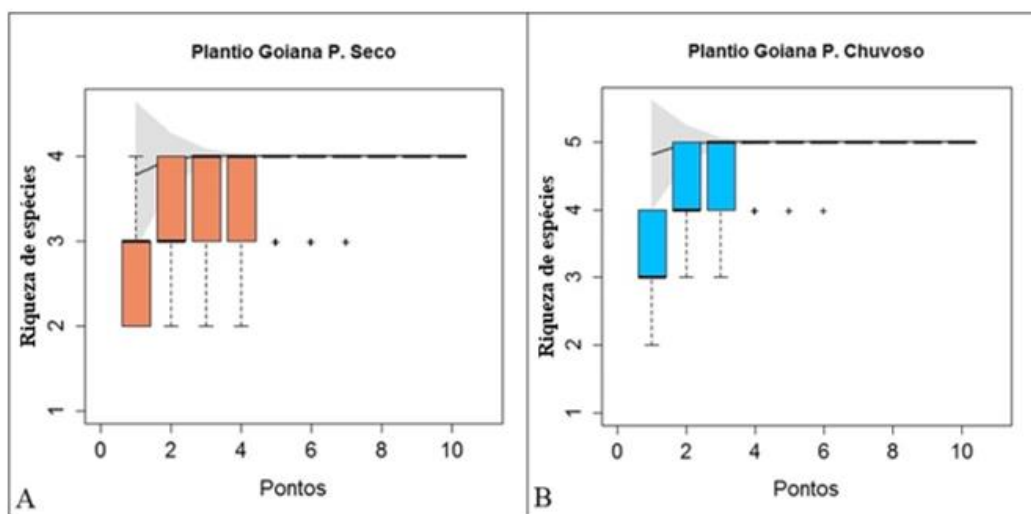 Plantio Goiana P. Seco
Riqueza de espécies
4
3
2
1
0 2 4 6 8 10
Pontos
A
Plantio Goiana P. Chuvoso
Riqueza de espécies
5
4
3
2
1
0 2 4 6 8 10
Pontos
B